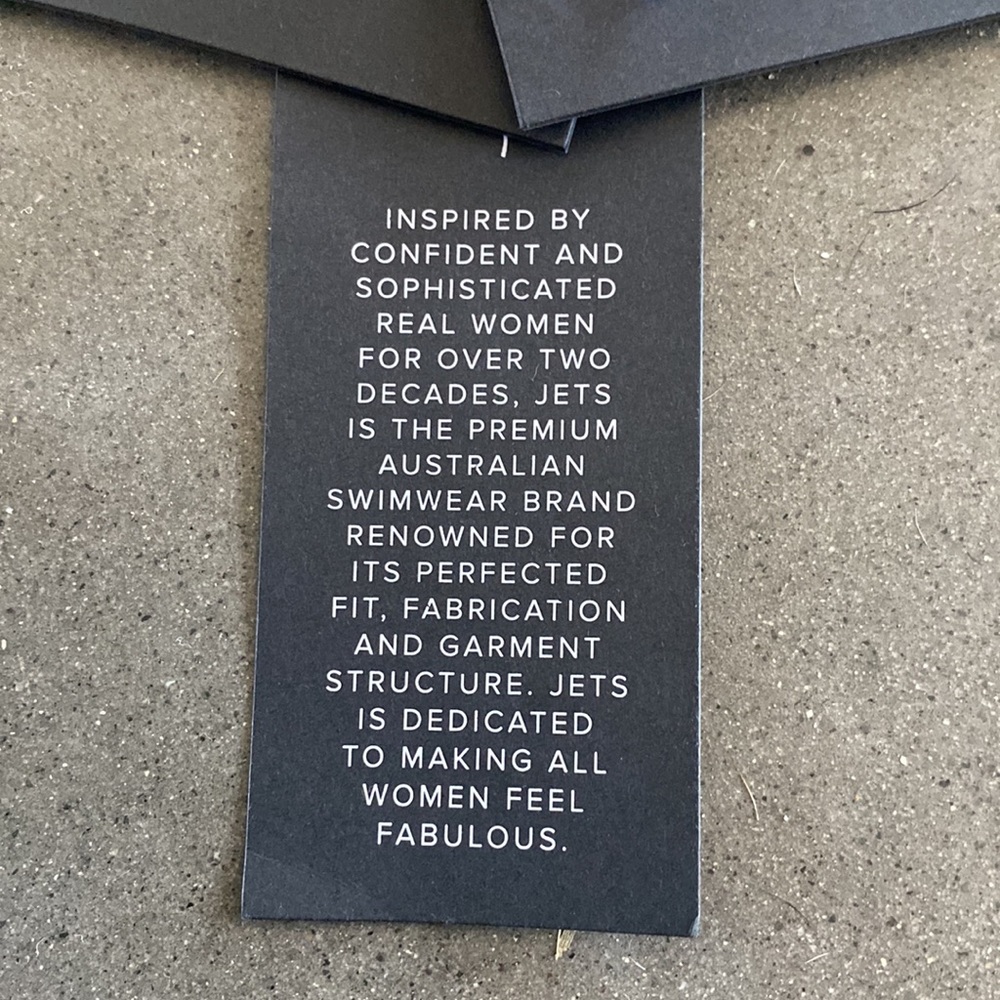 INSPIRED BY
CONFIDENT AND
SOPHISTICATED
REAL WOMEN
FOR OVER TWO
DECADES, JETS
IS THE PREMIUM
AUSTRALIAN
SWIMWEAR BRAND
RENOWNED FOR
ITS PERFECTED
FIT, FABRICATION
AND GARMENT
STRUCTURE. JETS
IS DEDICATED
TO MAKING ALL
WOMEN FEEL
FABULOUS.